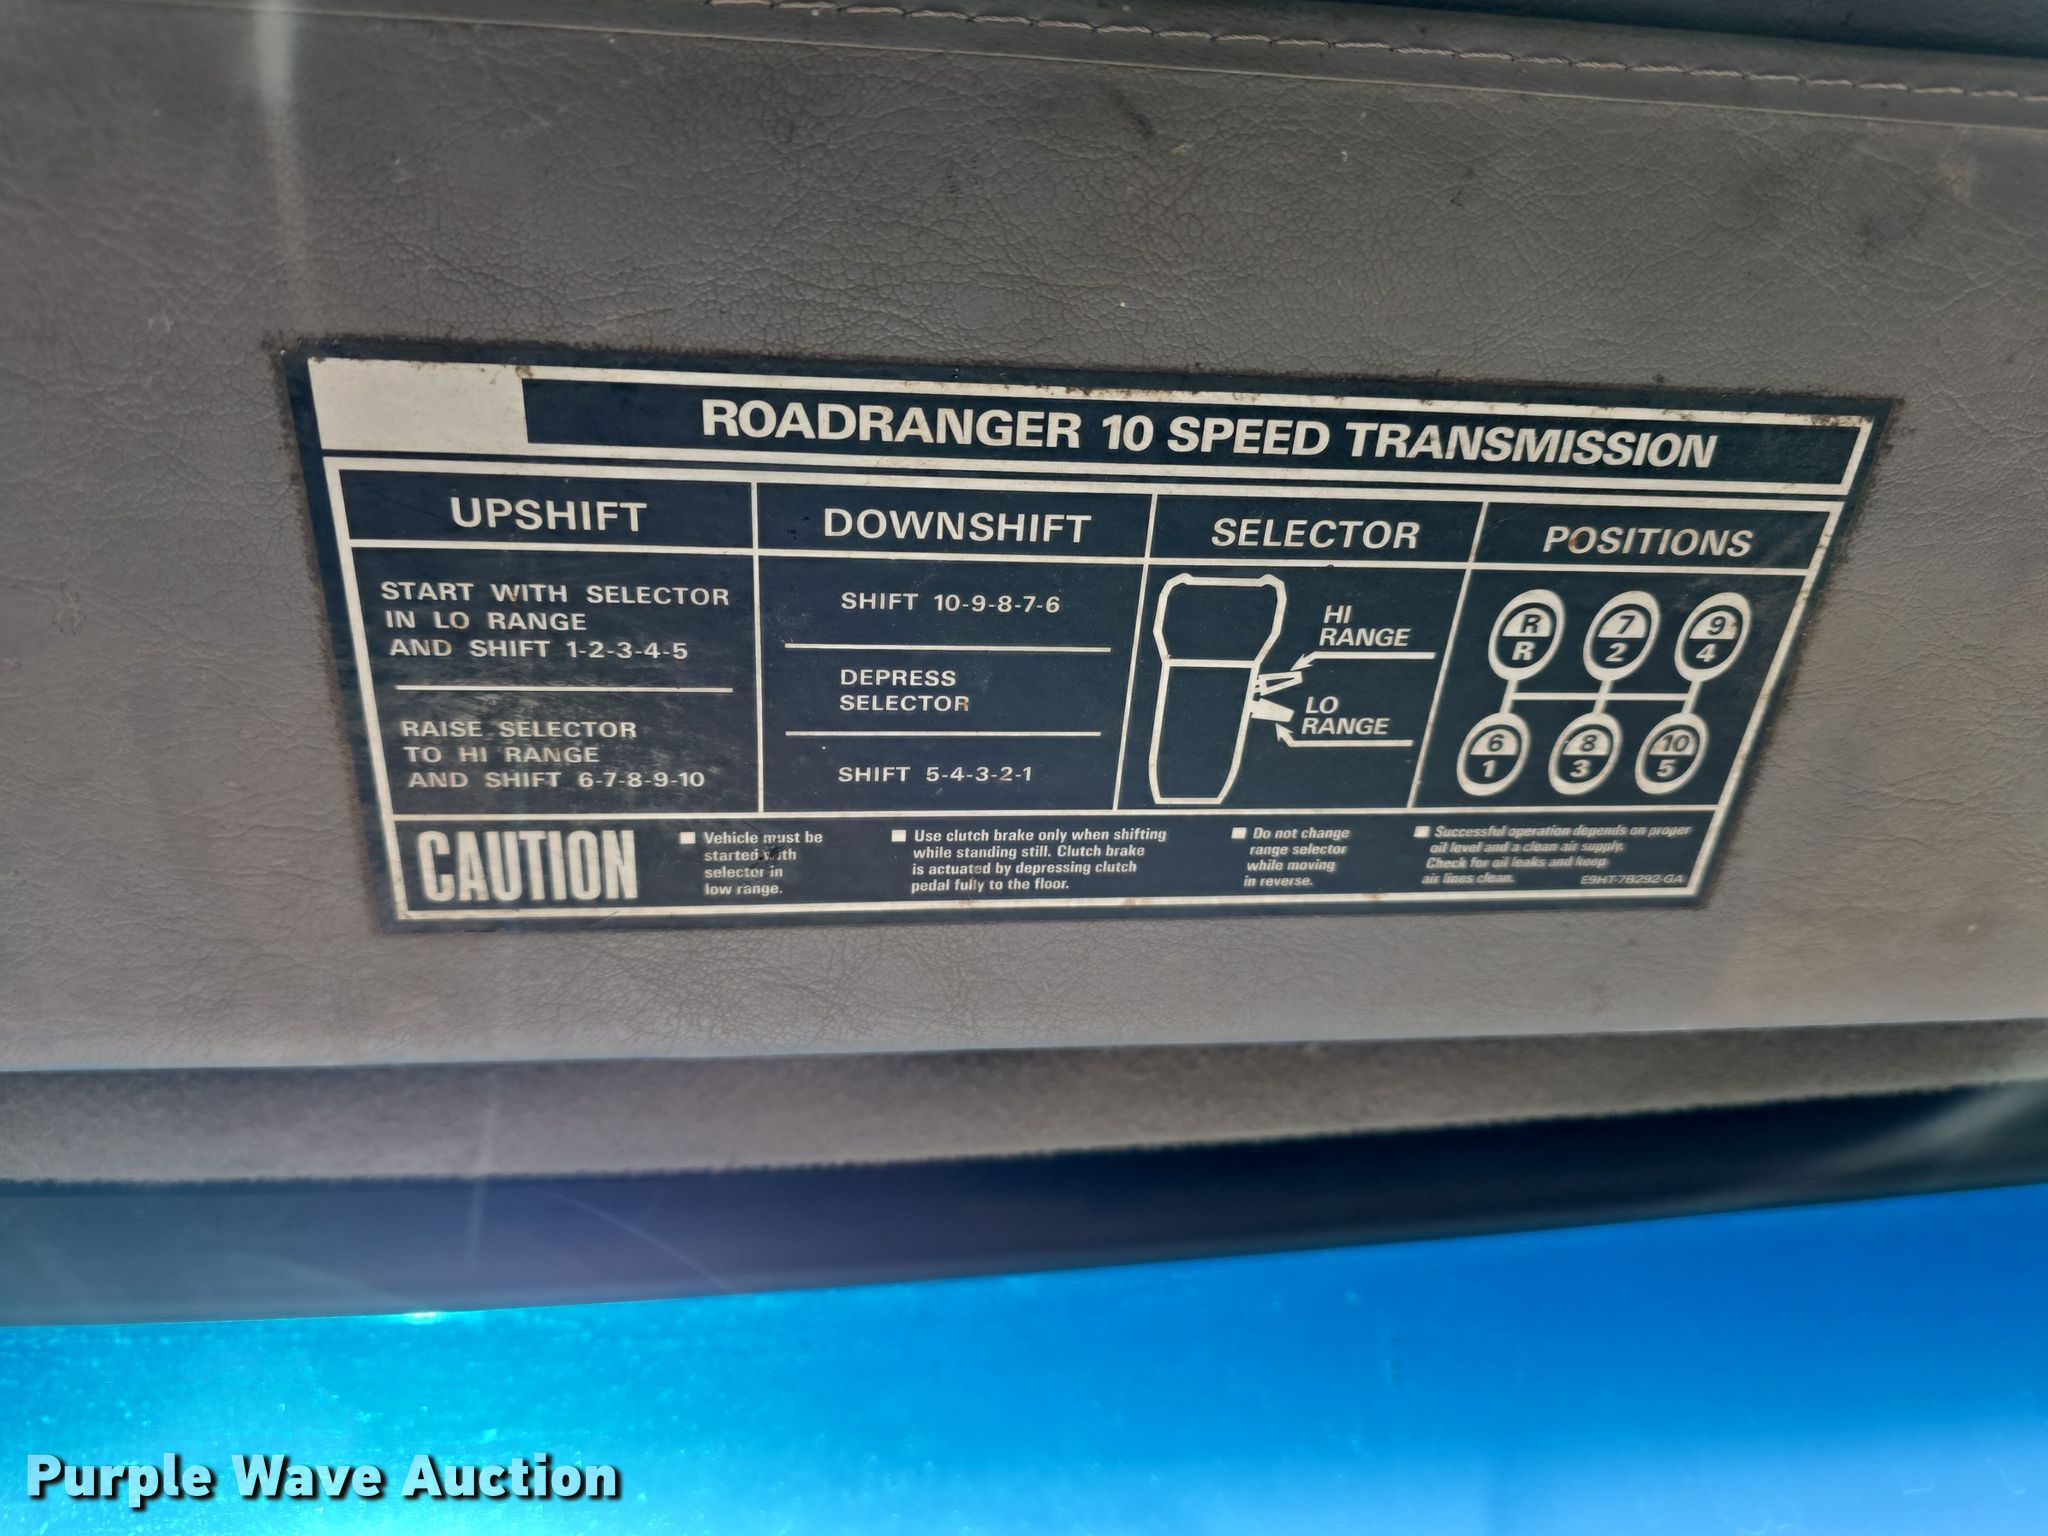 ROADRANGER 10 SPEED TRANSMISSION
UPSHIFT
START WITH SELECTOR
IN LO RANGE
AND SHIFT 1-2-3-4-5
RAISE SELECTOR
TO HI RANGE
AND SHIFT 6-7-8-9-10
DOWNSHIFT
SHIFT 10-9-8-7-6
DEPRESS
SELECTOR
SHIFT 5-4-3-2-1
SELECTOR
HI
RANGE
LO
RANGE
POSITIONS
R 7 9
R 2 4
6 8 10
1 3 5
CAUTION
Vehicle must be
started with
selector in
low range.
Use clutch brake only when shifting
while standing still. Clutch brake
is actuated by depressing clutch
pedal fully to the floor.
Do not change
range selector
while moving
in reverse.
Successful operation depends on proper
oil level and a clean air supply.
Check for oil leaks and keep
air lines clean.
E9HT-7B292-GA
Purple Wave Auction